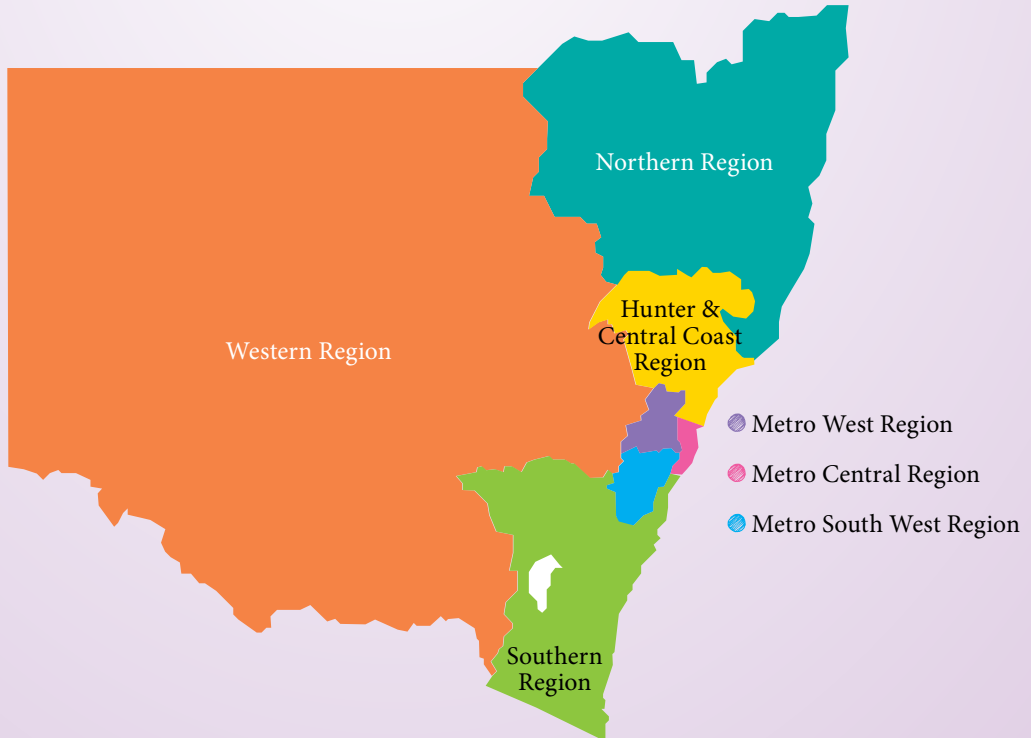 Northern Region
Hunter &
Central Coast
Region
Western Region
Metro West Region
Metro Central Region
Metro South West Region
Southern
Region